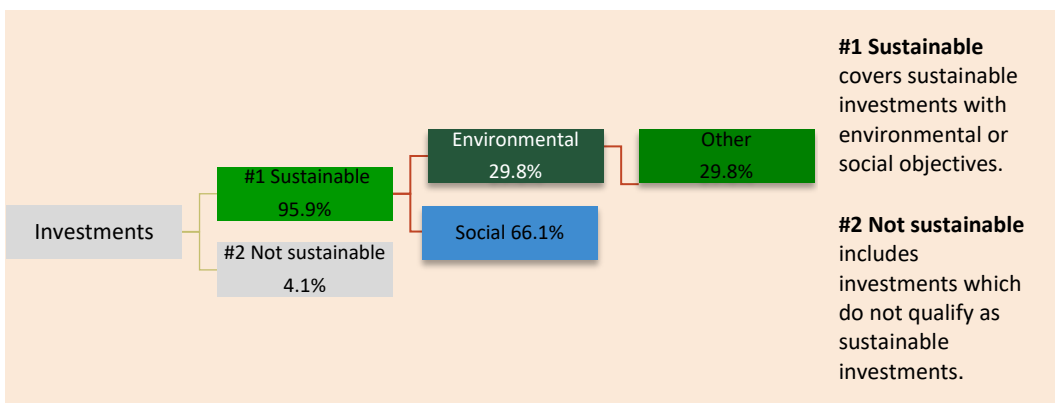 Investments
#1 Sustainable
95.9%
#2 Not sustainable
4.1%
Environmental
29.8%
Social 66.1%
Other
29.8%
#1 Sustainable
covers sustainable
investments with
environmental or
social objectives.
#2 Not sustainable
includes
investments which
do not qualify as
sustainable
investments.